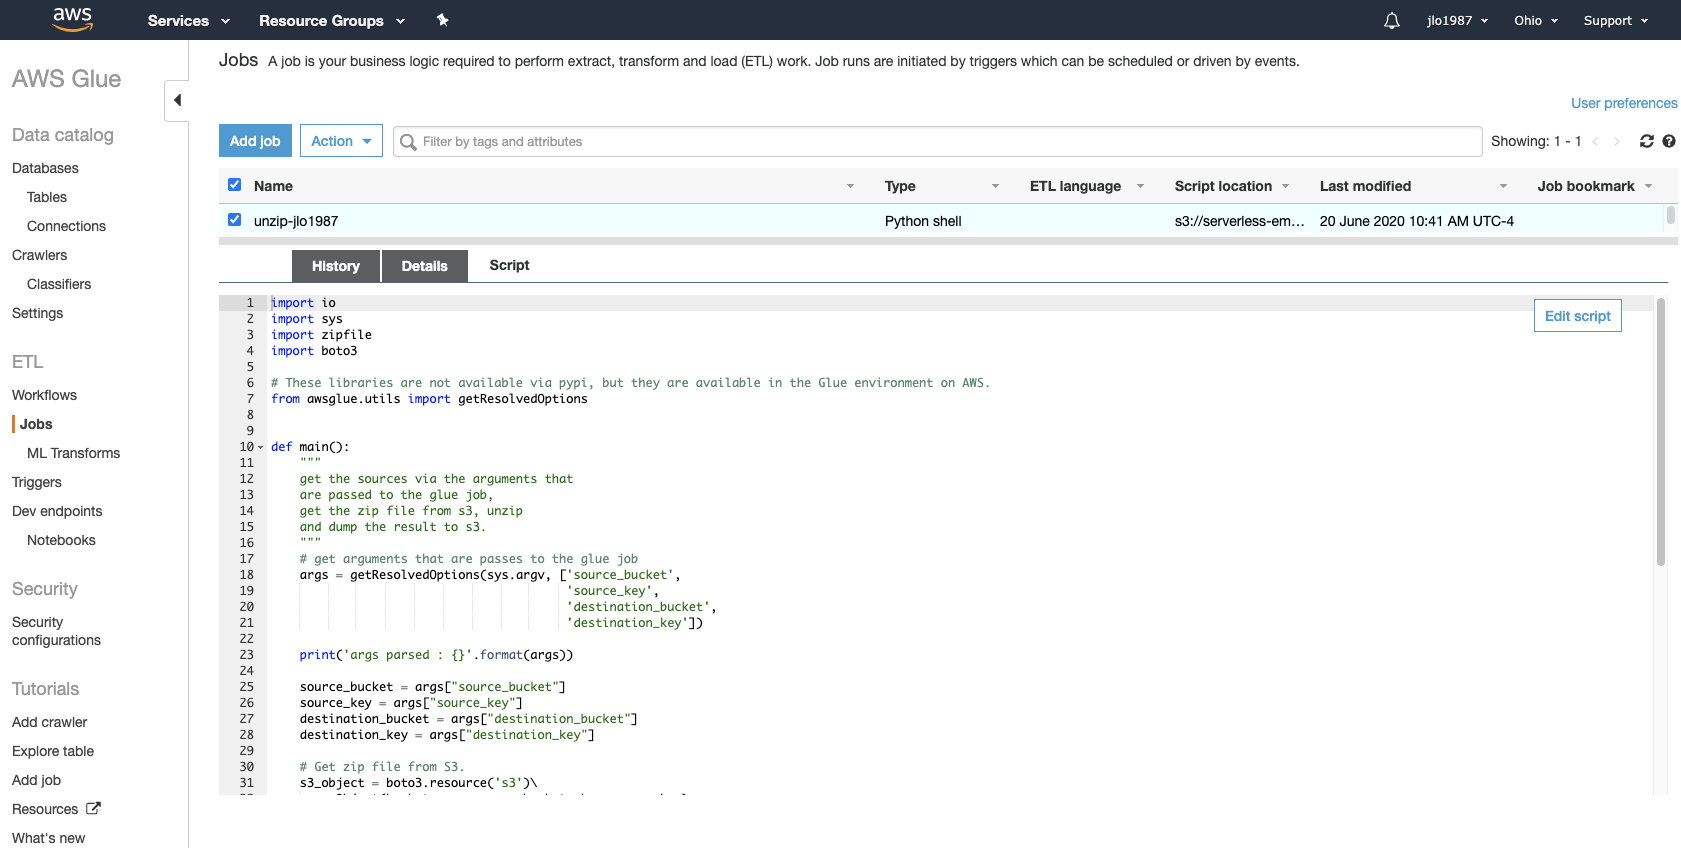 aws Services Resource Groups jlo1987 Ohio Support
AWS Glue
Data catalog
Databases
Tables
Connections
Crawlers
Classifiers
Settings
ETL
Workflows
Jobs
ML Transforms
Triggers
Dev endpoints
Notebooks
Security
Security
configurations
Tutorials
Add crawler
Explore table
Add job
Resources
What's new
Jobs A job is your business logic required to perform extract, transform and load (ETL) work. Job runs are initiated by triggers which can be scheduled or driven by events.
User preferences
Add job Action Filter by tags and attributes Showing: 1 - 1
Name Type ETL language Script location Last modified Job bookmark
unzip-jlo1987 Python shell s3://serverless-em... 20 June 2020 10:41 AM UTC-4
History Details Script
Edit script
1 import io
2 import sys
3 import zipfile
4 import boto3
5
6 # These libraries are not available via pypi, but they are available in the Glue environment on AWS.
7 from awsglue.utils import getResolvedOptions
8
9
10 def main():
11 """
12 get the sources via the arguments that
13 are passed to the glue job,
14 get the zip file from s3, unzip
15 and dump the result to s3.
16 """
17 # get arguments that are passes to the glue job
18 args = getResolvedOptions(sys.argv, ['source_bucket',
19 'source_key',
20 'destination_bucket',
21 'destination_key'])
22
23 print('args parsed : {}'.format(args))
24
25 source_bucket = args["source_bucket"]
26 source_key = args["source_key"]
27 destination_bucket = args["destination_bucket"]
28 destination_key = args["destination_key"]
29
30 # Get zip file from S3.
31 s3_object = boto3.resource('s3')\